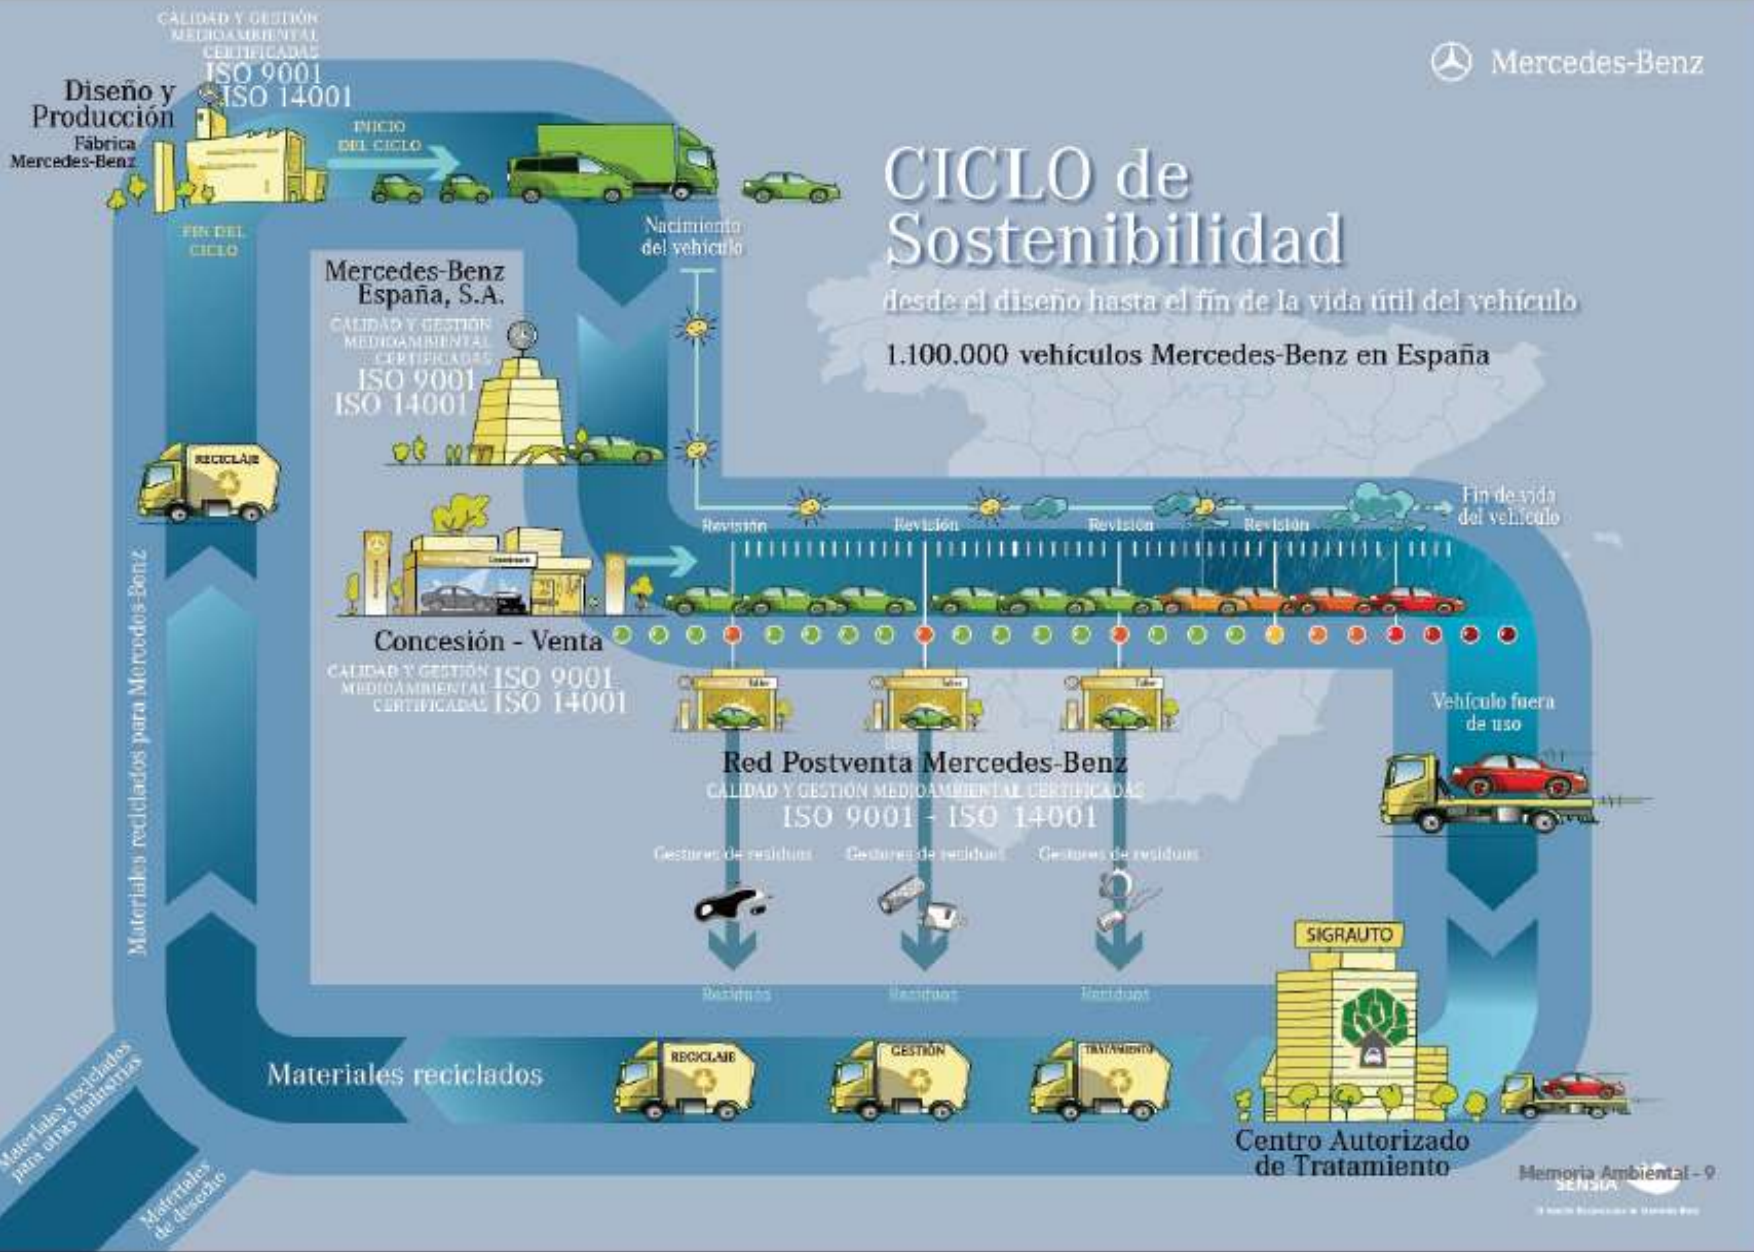 CALIDAD Y GESTIÓN
MEDIOAMBIENTAL
CERTIFICADAS
ISO 9001
ISO 14001
Diseño y
Producción
Fábrica
Mercedes-Benz
INICIO
DEL CICLO
FIN DEL
CICLO
Mercedes-Benz
CICLO de
Sostenibilidad
desde el diseño hasta el fín de la vida útil del vehículo
1.100.000 vehículos Mercedes-Benz en España
Nacimiento
del vehículo
Mercedes-Benz
España, S.A.
CALIDAD Y GESTIÓN
MEDIOAMBIENTAL
CERTIFICADAS
ISO 9001
ISO 14001
RECICLAJE
Revisión
Revisión
Revisión
Revisión
Fin de vida
del vehículo
Concesión - Venta
CALIDAD Y GESTIÓN
MEDIOAMBIENTAL
CERTIFICADAS
ISO 9001
ISO 14001
Taller
Taller
Taller
Vehículo fuera
de uso
Red Postventa Mercedes-Benz
CALIDAD Y GESTIÓN MEDIOAMBIENTAL CERTIFICADAS
ISO 9001 - ISO 14001
Gestores de residuos
Gestores de residuos
Gestores de residuos
Residuos
Residuos
Residuos
Materiales reciclados para Mercedes-Benz
SIGRAUTO
Materiales reciclados
RECICLAJE
GESTIÓN
TRATAMIENTO
Centro Autorizado
de Tratamiento
Materiales reciclados
para otras industrias
Materiales
de desecho
Memoria Ambiental - 9
SENSIA